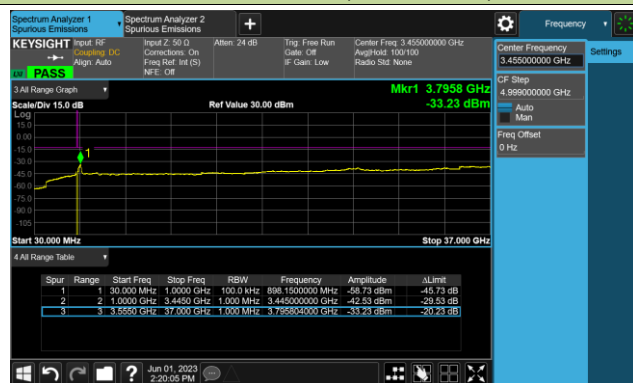 Spectrum Analyzer 1
Spurious Emissions
Spectrum Analyzer 2
Spurious Emissions
Frequency
KEYSIGHT
Input: RF
Coupling: DC
Align: Auto
Input Z: 50 Ω
Corrections: On
Freq Ref: Int (S)
NFE: Off
Atten: 24 dB
Trig: Free Run
Gate: Off
IF Gain: Low
Center Freq: 3.455000000 GHz
Avg|Hold: 100/100
Radio Std: None
PASS
Center Frequency
3.455000000 GHz
Settings
CF Step
4.999000000 GHz
Auto
Man
Freq Offset
0 Hz
3 All Range Graph
Mkr1 3.7958 GHz
-33.23 dBm
Scale/Div 15.0 dB
Ref Value 30.00 dBm
Log
15.0
0.00
-15.0
-30.0
-45.0
-60.0
-75.0
-90.0
-105
1
Start 30.000 MHz
Stop 37.000 GHz
4 All Range Table
Spur Range Start Freq Stop Freq RBW Frequency Amplitude ΔLimit
1 1 30.000 MHz 1.0000 GHz 100.0 kHz 898.1500000 MHz -58.73 dBm -45.73 dB
2 2 1.0000 GHz 3.4450 GHz 1.000 MHz 3.445000000 GHz -42.53 dBm -29.53 dB
3 3 3.5550 GHz 37.000 GHz 1.000 MHz 3.795804000 GHz -33.23 dBm -20.23 dB
Jun 01, 2023
2:20:05 PM